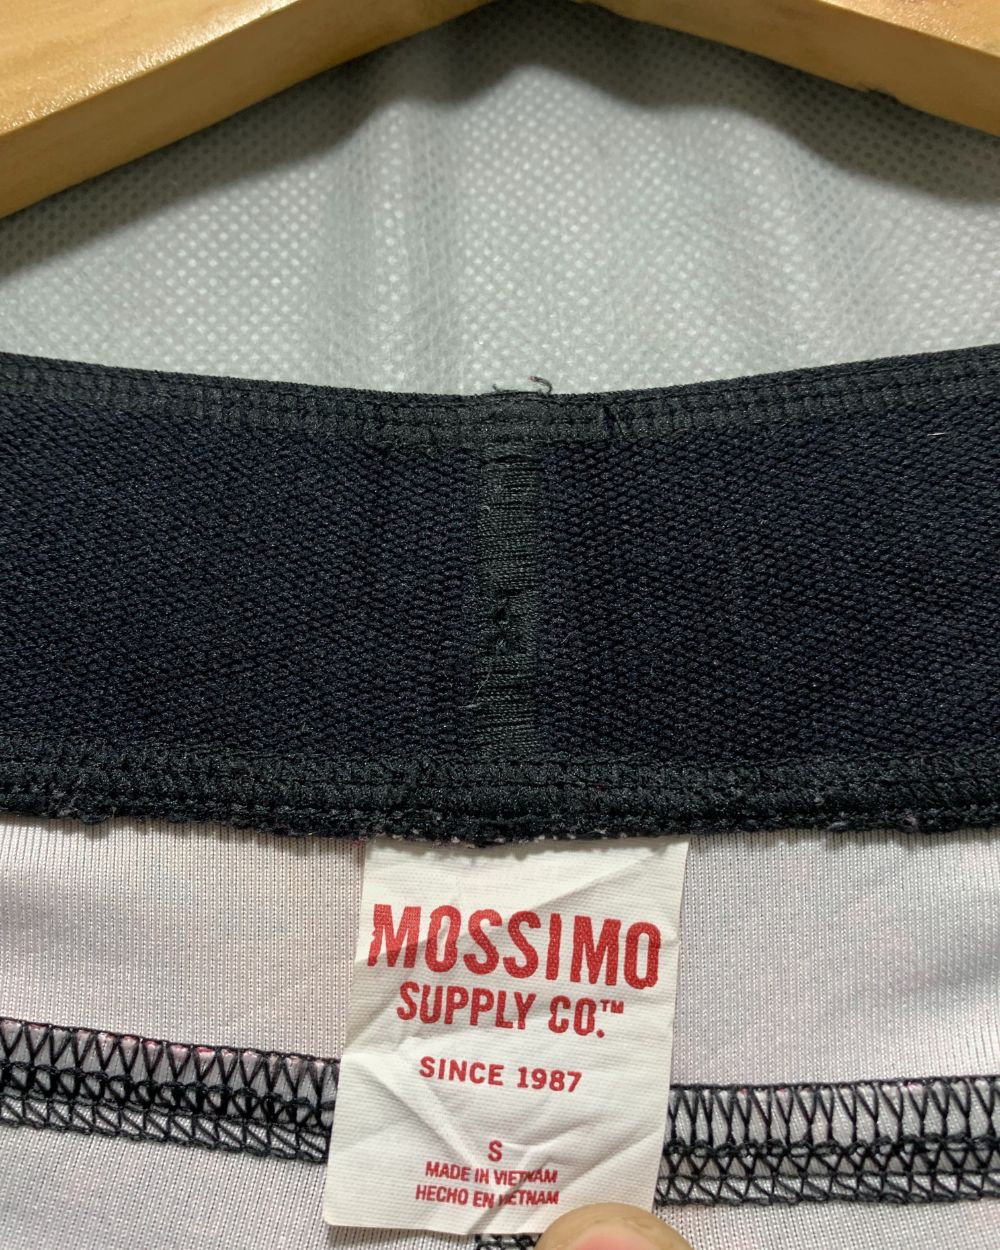 MOSSIMO
SUPPLY CO.™
SINCE 1987
S
MADE IN VIETNAM
HECHO EN VIETNAM